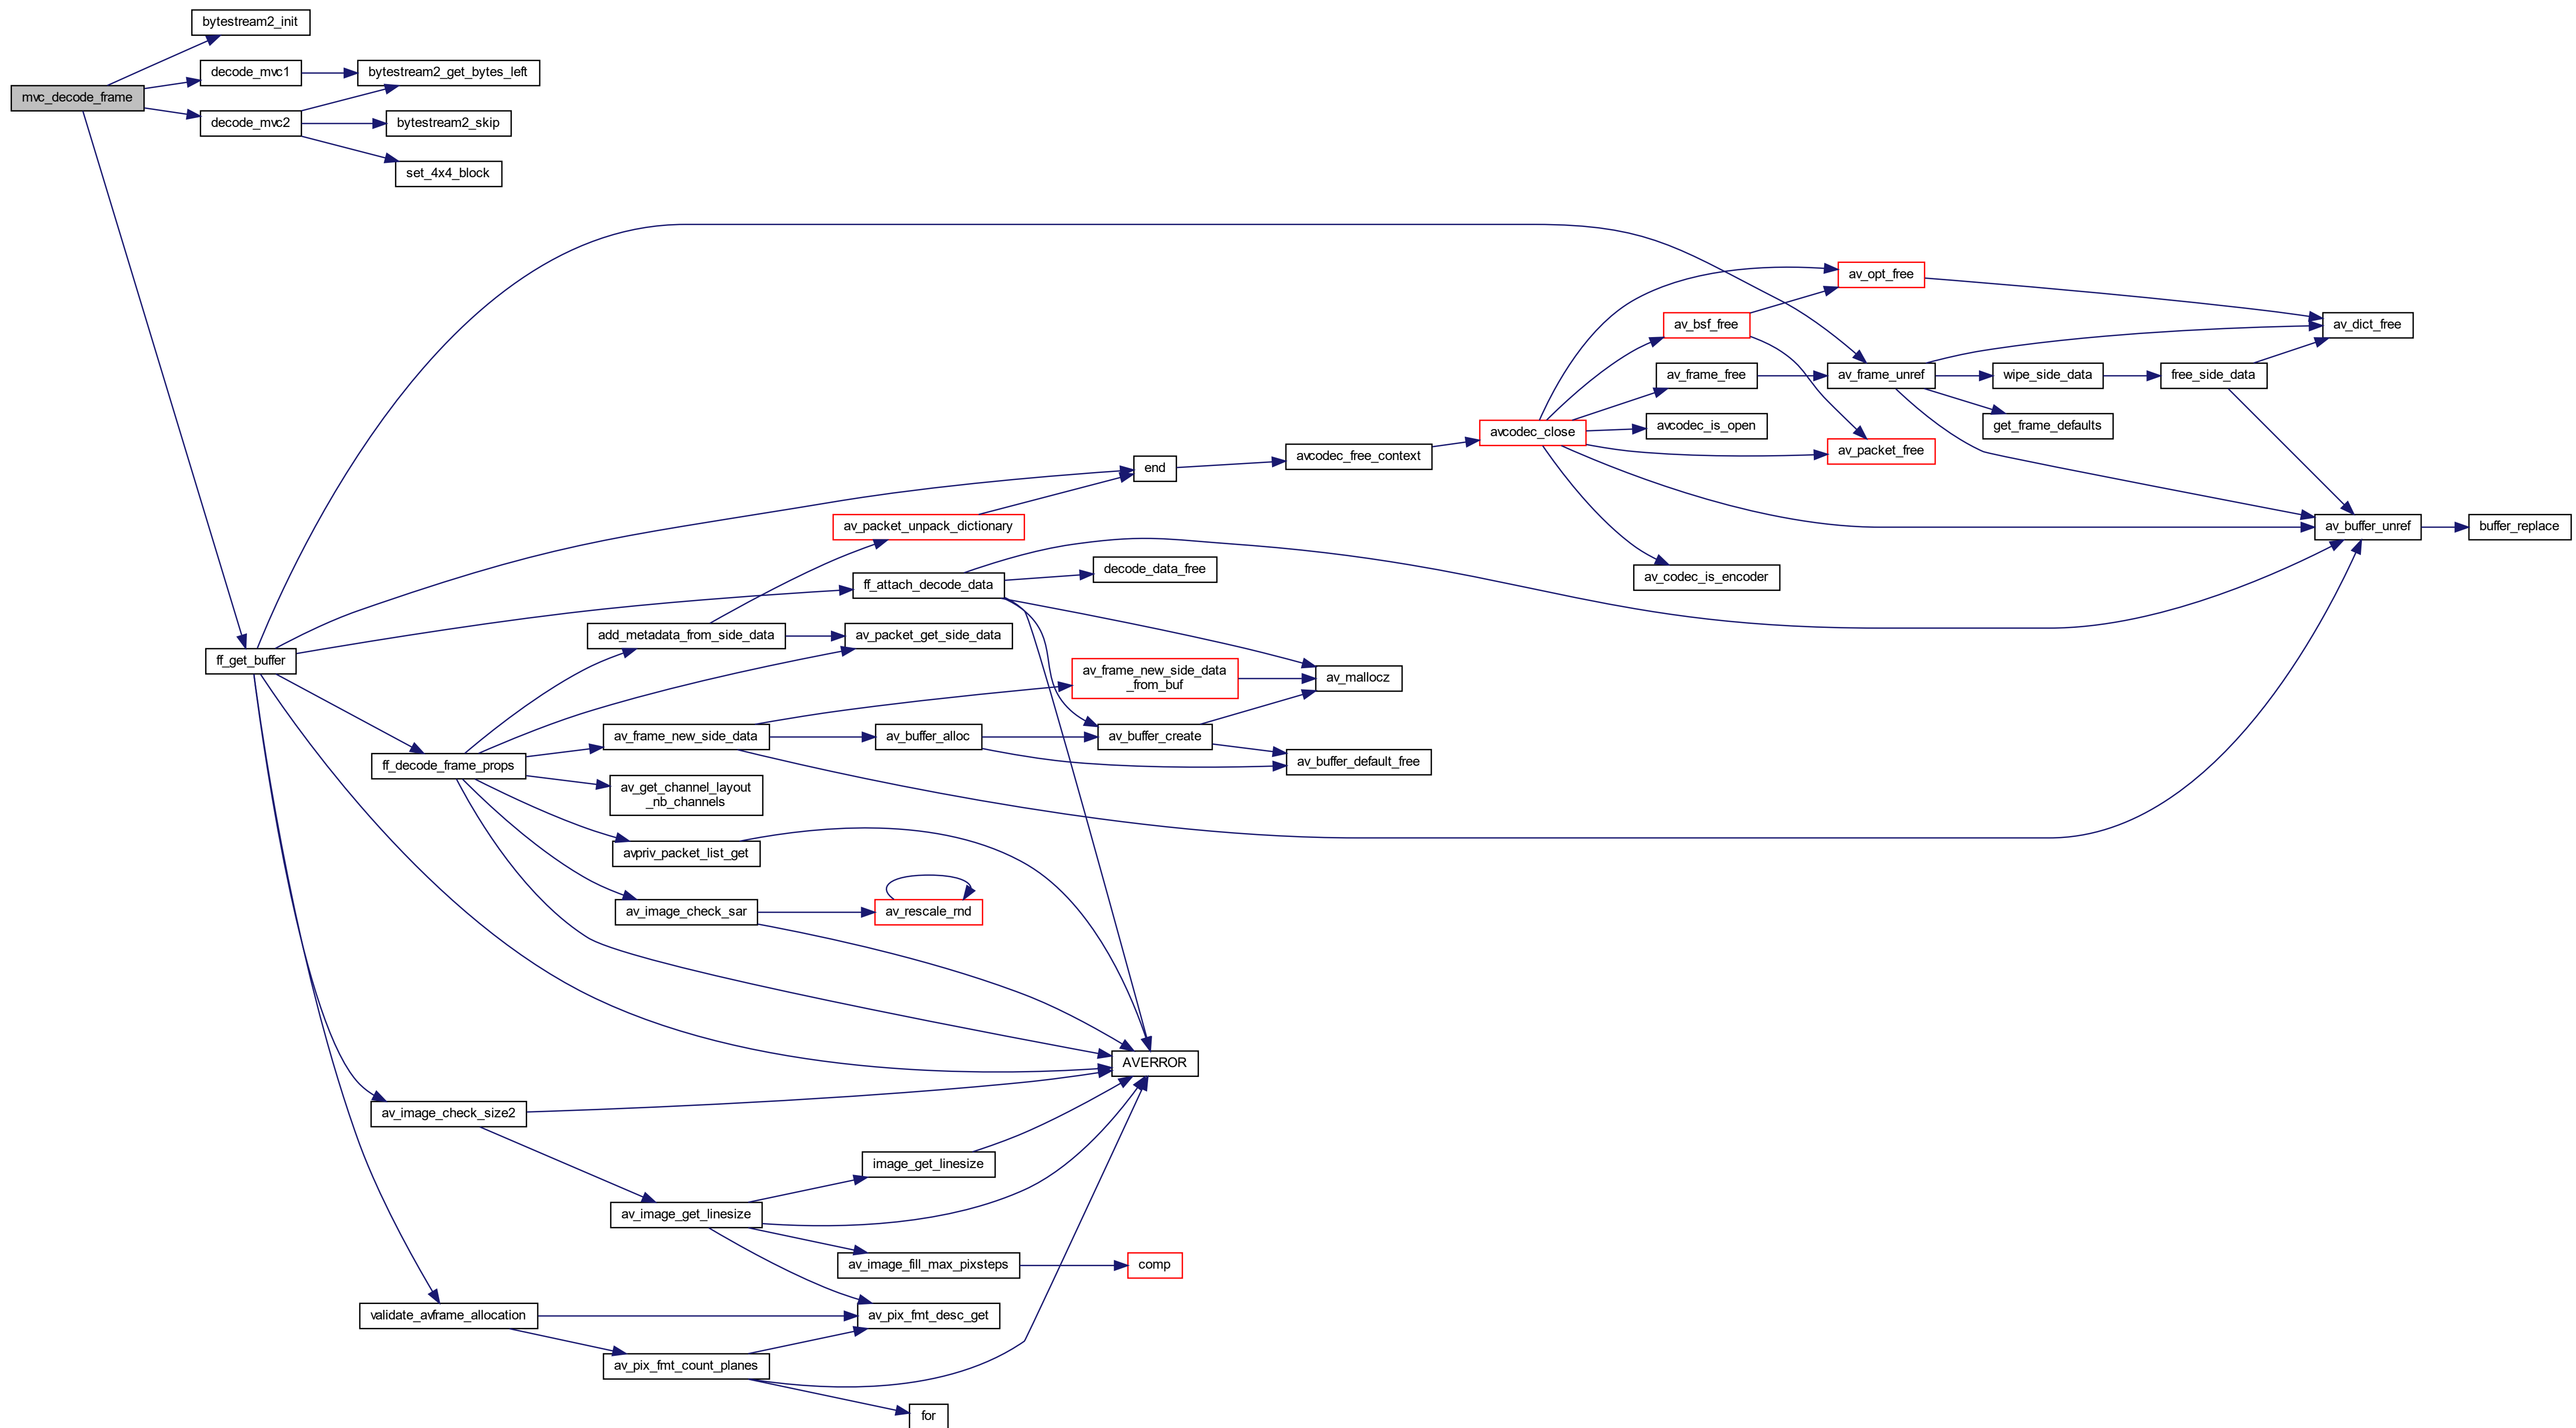 bytestream2_init
decode_mvc1
bytestream2_get_bytes_left
mvc_decode_frame
decode_mvc2
bytestream2_skip
set_4x4_block
av_opt_free
av_bsf_free
av_dict_free
av_frame_free
av_frame_unref
wipe_side_data
free_side_data
avcodec_is_open
get_frame_defaults
avcodec_close
av_packet_free
avcodec_free_context
end
av_packet_unpack_dictionary
av_buffer_unref
buffer_replace
decode_data_free
av_codec_is_encoder
ff_attach_decode_data
add_metadata_from_side_data
av_packet_get_side_data
ff_get_buffer
av_frame_new_side_data
_from_buf
av_mallocz
av_frame_new_side_data
av_buffer_alloc
av_buffer_create
av_buffer_default_free
ff_decode_frame_props
av_get_channel_layout
_nb_channels
avpriv_packet_list_get
av_image_check_sar
av_rescale_rnd
AVERROR
av_image_check_size2
image_get_linesize
av_image_get_linesize
av_image_fill_max_pixsteps
comp
validate_avframe_allocation
av_pix_fmt_desc_get
av_pix_fmt_count_planes
for